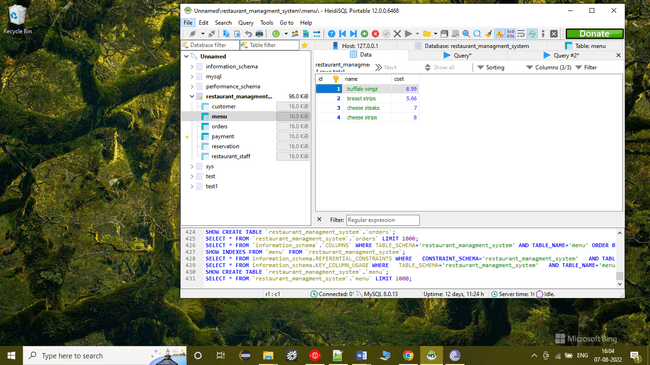 Recycle Bin
Unnamed\restaurant_managment_system\menu\ - HeidiSQL Portable 12.0.0.6468
File Edit Search Query Tools Go to Help
Donate
Database filter Table filter
Host: 127.0.0.1 Database: restaurant_managment_system Table: menu
Data Query* Query #2*
Unnamed
information_schema
mysql
performance_schema
restaurant_managment... 96.0 KiB
customer 16.0 KiB
menu 16.0 KiB
orders 16.0 KiB
payment 16.0 KiB
reservation 16.0 KiB
restaurant_staff 16.0 KiB
sys
test
test1
Next Show all Sorting Columns (3/3) Filter
id name cost
1 buffalo wingz 8.99
2 breast strips 5.66
3 cheese steaks 7
4 cheese strips 8
Filter: Regular expression
424 SHOW CREATE TABLE `restaurant_managment_system`.`orders`;
425 SELECT * FROM `restaurant_managment_system`.`orders` LIMIT 1000;
426 SELECT * FROM `information_schema`.`COLUMNS` WHERE TABLE_SCHEMA='restaurant_managment_system' AND TABLE_NAME='menu' ORDER B
427 SHOW INDEXES FROM `menu` FROM `restaurant_managment_system`;
428 SELECT * FROM information_schema.REFERENTIAL_CONSTRAINTS WHERE CONSTRAINT_SCHEMA='restaurant_managment_system' AND TABL
429 SELECT * FROM information_schema.KEY_COLUMN_USAGE WHERE TABLE_SCHEMA='restaurant_managment_system' AND TABLE_NAME='menu
430 SHOW CREATE TABLE `restaurant_managment_system`.`menu`;
431 SELECT * FROM `restaurant_managment_system`.`menu` LIMIT 1000;
r1 : c1 Connected: 0' MySQL 8.0.13 Uptime: 12 days, 11:24 h Server time: 16 Idle.
Microsoft Bing
Type here to search
ENG
16:04
07-08-2022